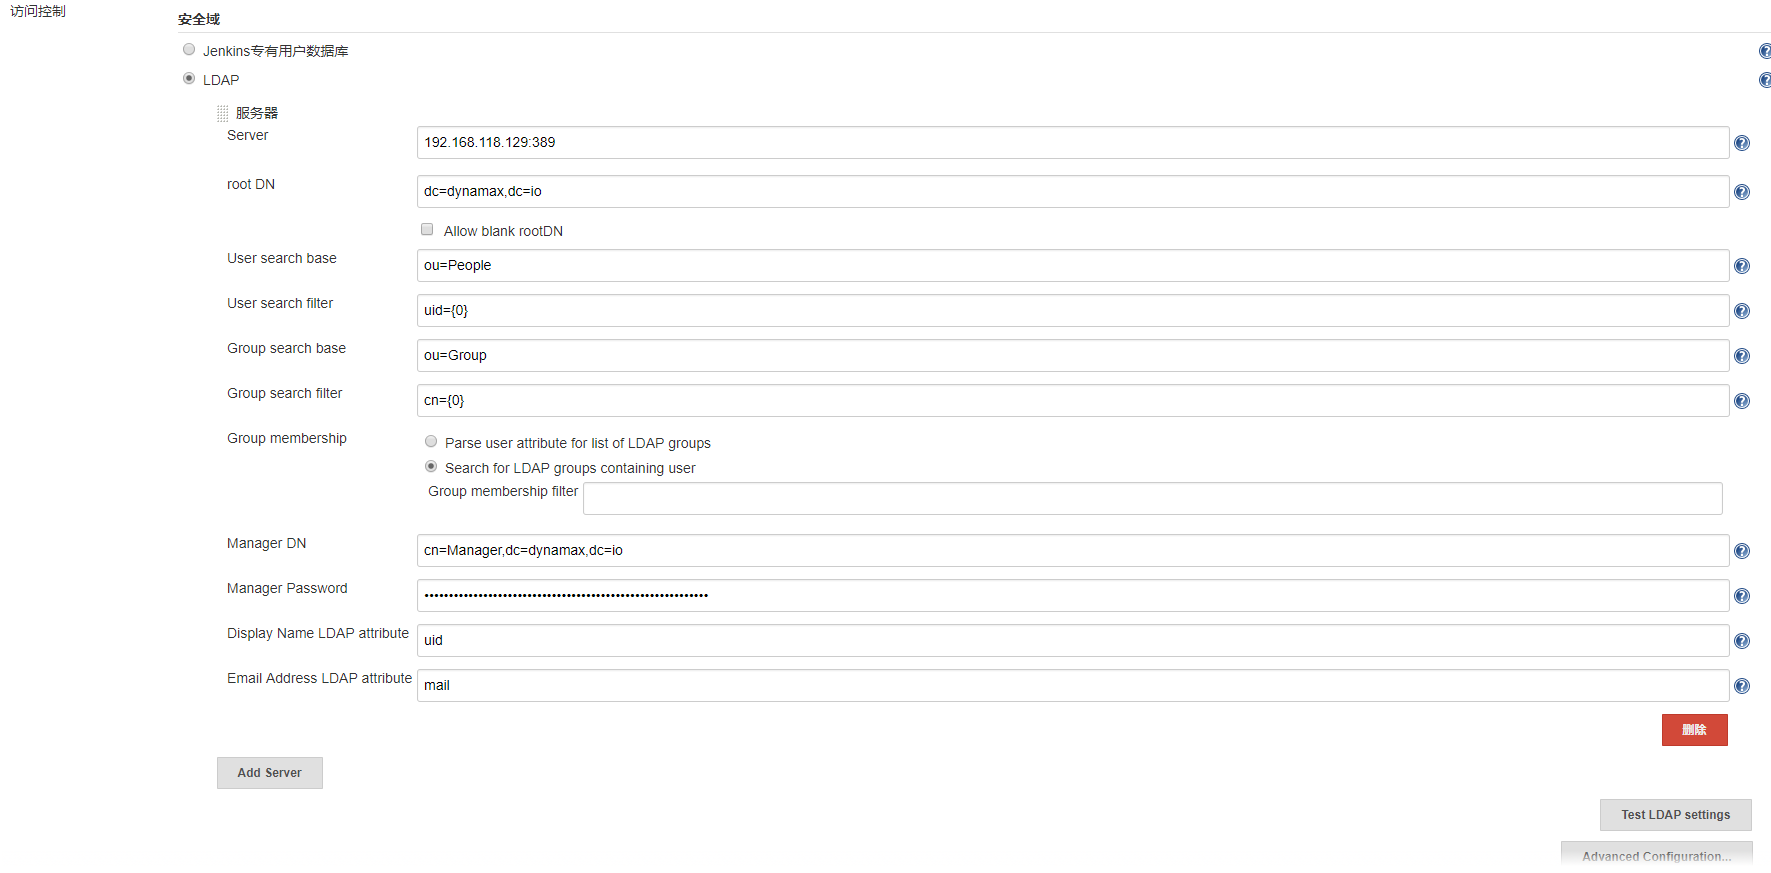 访问控制
安全域
Jenkins专有用户数据库
LDAP
服务器
Server
192.168.118.129:389
root DN
dc=dynamax,dc=io
Allow blank rootDN
User search base
ou=People
User search filter
uid={0}
Group search base
ou=Group
Group search filter
cn={0}
Group membership
Parse user attribute for list of LDAP groups
Search for LDAP groups containing user
Group membership filter
Manager DN
cn=Manager,dc=dynamax,dc=io
Manager Password
Display Name LDAP attribute
uid
Email Address LDAP attribute
mail
删除
Add Server
Test LDAP settings
Advanced Configuration...